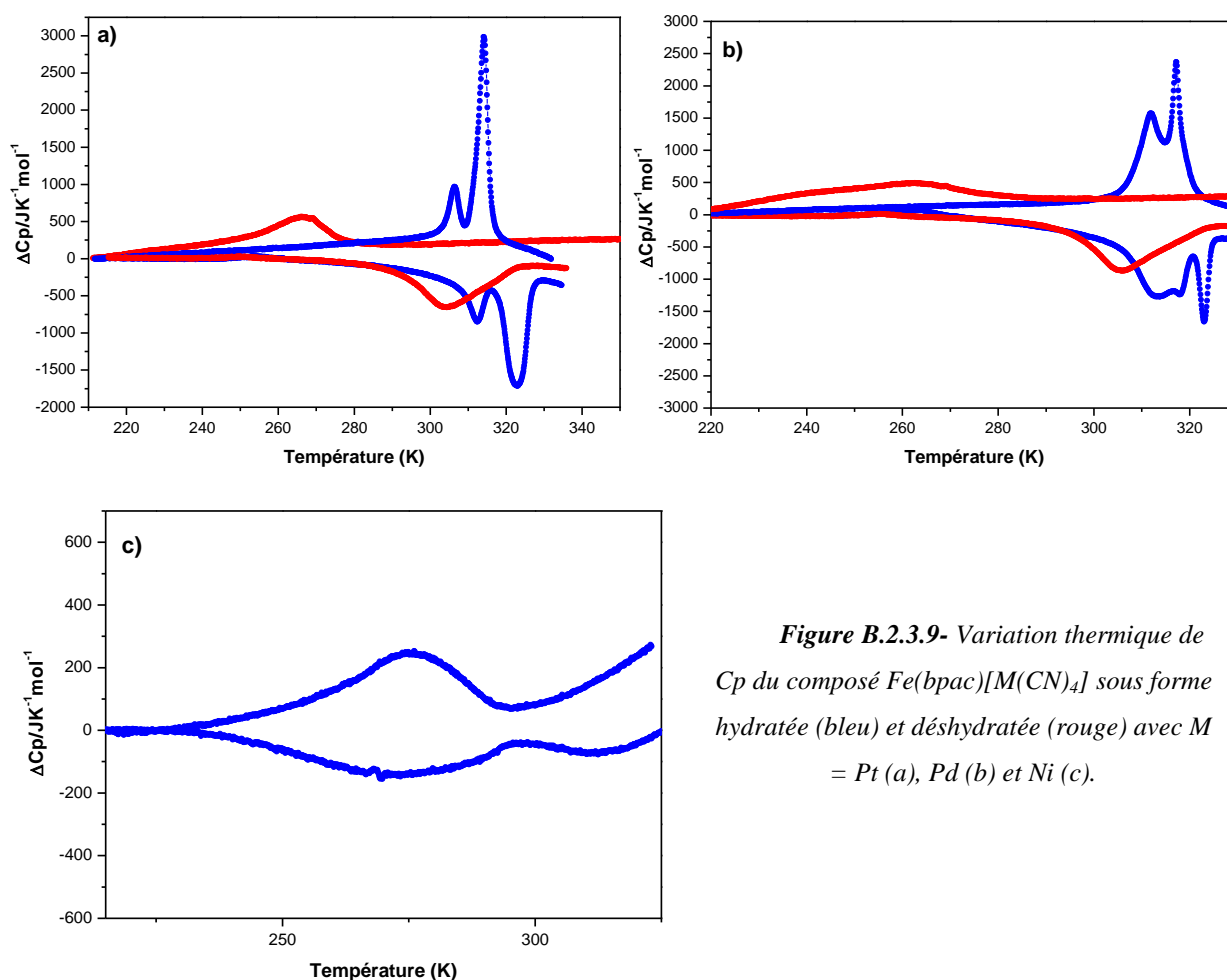 a)
3000
2500
2000
1500
1000
500
0
-500
-1000
-1500
-2000
ΔCp/JK⁻¹mol⁻¹
220 240 260 280 300 320 340
Température (K)
b)
3000
2500
2000
1500
1000
500
0
-500
-1000
-1500
-2000
-2500
-3000
ΔCp/JK⁻¹mol⁻¹
220 240 260 280 300 320
Température (K)
c)
600
400
200
0
-200
-400
-600
ΔCp/JK⁻¹mol⁻¹
250 300
Température (K)
Figure B.2.3.9- Variation thermique de
Cp du composé Fe(bpac)[M(CN)₄] sous forme
hydratée (bleu) et déshydratée (rouge) avec M
= Pt (a), Pd (b) et Ni (c).